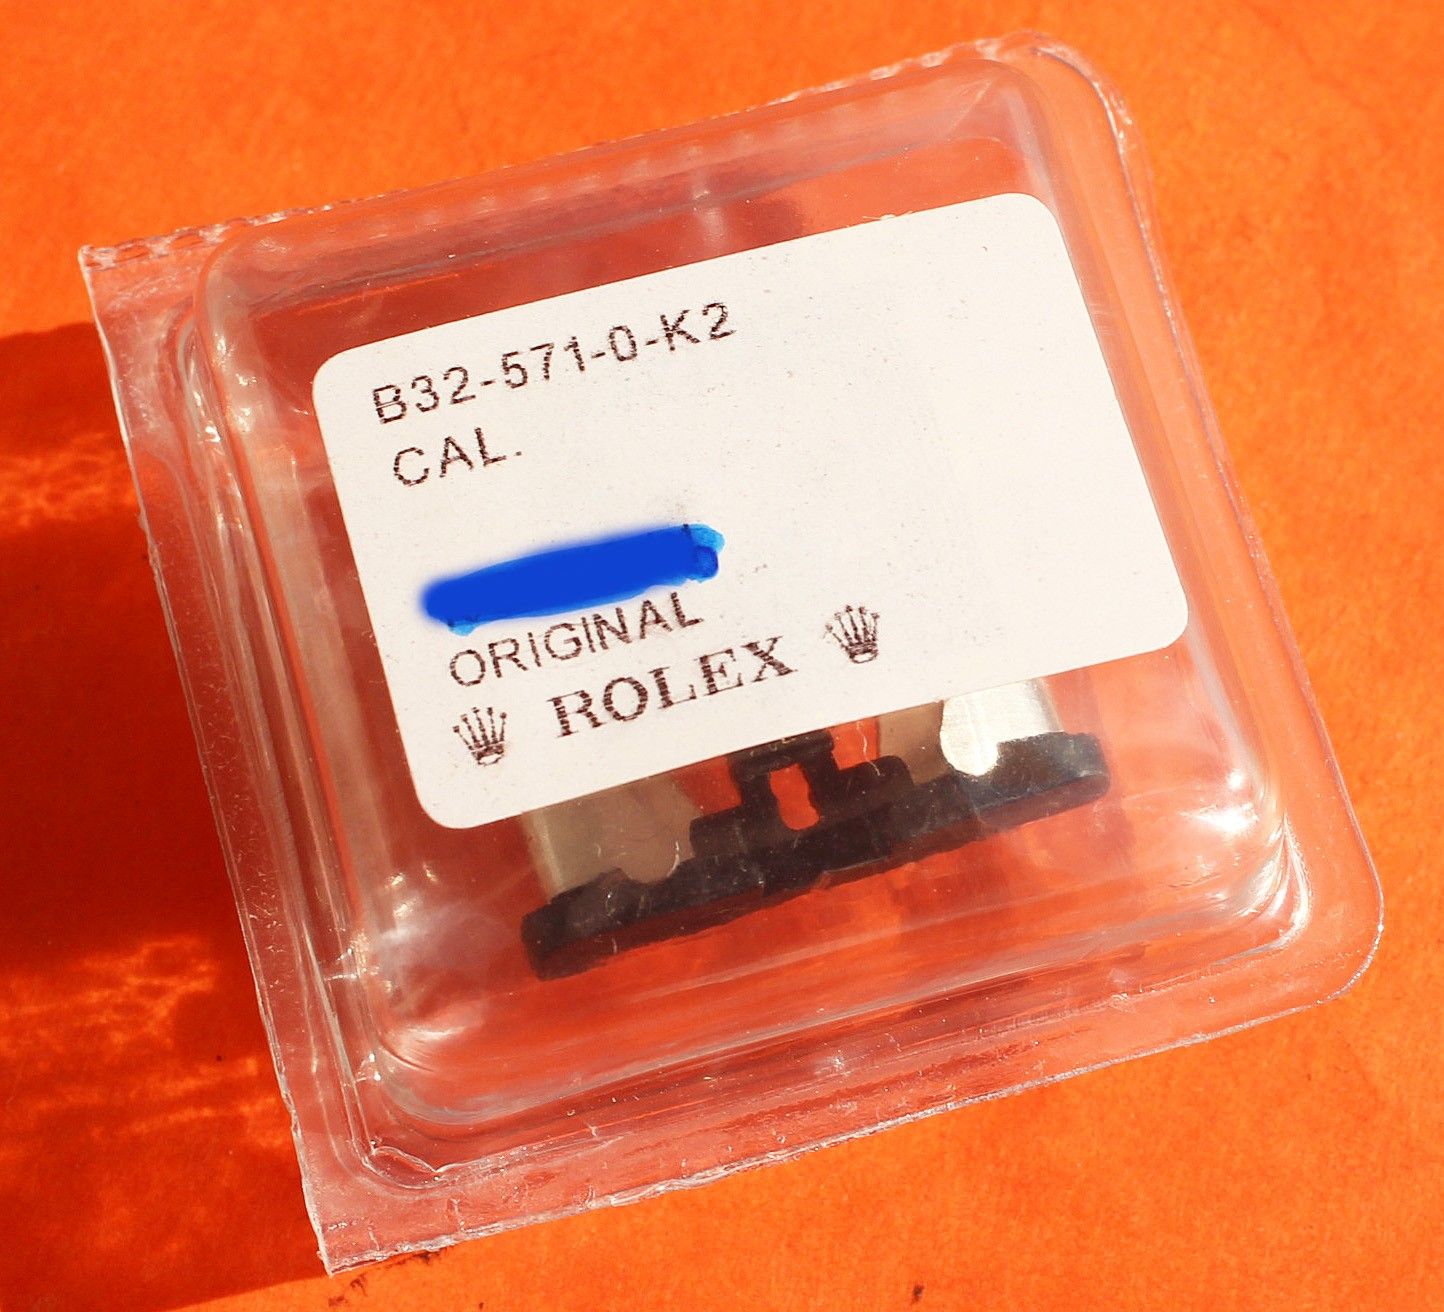 B32-571-0-K2
CAL.
ORIGINAL
ROLEX